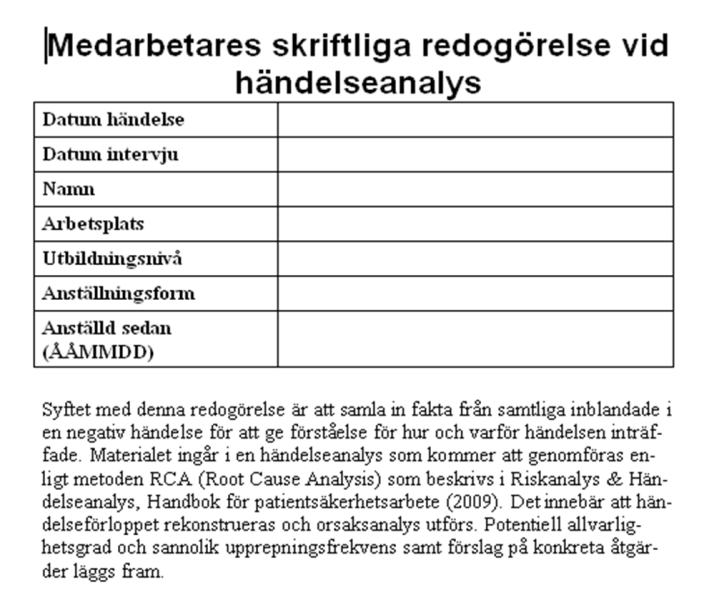 Medarbetares skriftliga redogörelse vid
händelseanalys
Datum händelse
Datum intervju
Namn
Arbetsplats
Utbildningsnivå
Anställningsform
Anställd sedan
(ÅÅMMDD)
Syftet med denna redogörelse är att samla in fakta från samtliga inblandade i
en negativ händelse för att ge förståelse för hur och varför händelsen inträf-
fade. Materialet ingår i en händelseanalys som kommer att genomföras en-
ligt metoden RCA (Root Cause Analysis) som beskrivs i Riskanalys & Hän-
delseanalys, Handbok för patientsäkerhetsarbete (2009). Det innebär att hän-
delseförloppet rekonstrueras och orsaksanalys utförs. Potentiell allvarlig-
hetsgrad och sannolik upprepningsfrekvens samt förslag på konkreta åtgär-
der läggs fram.